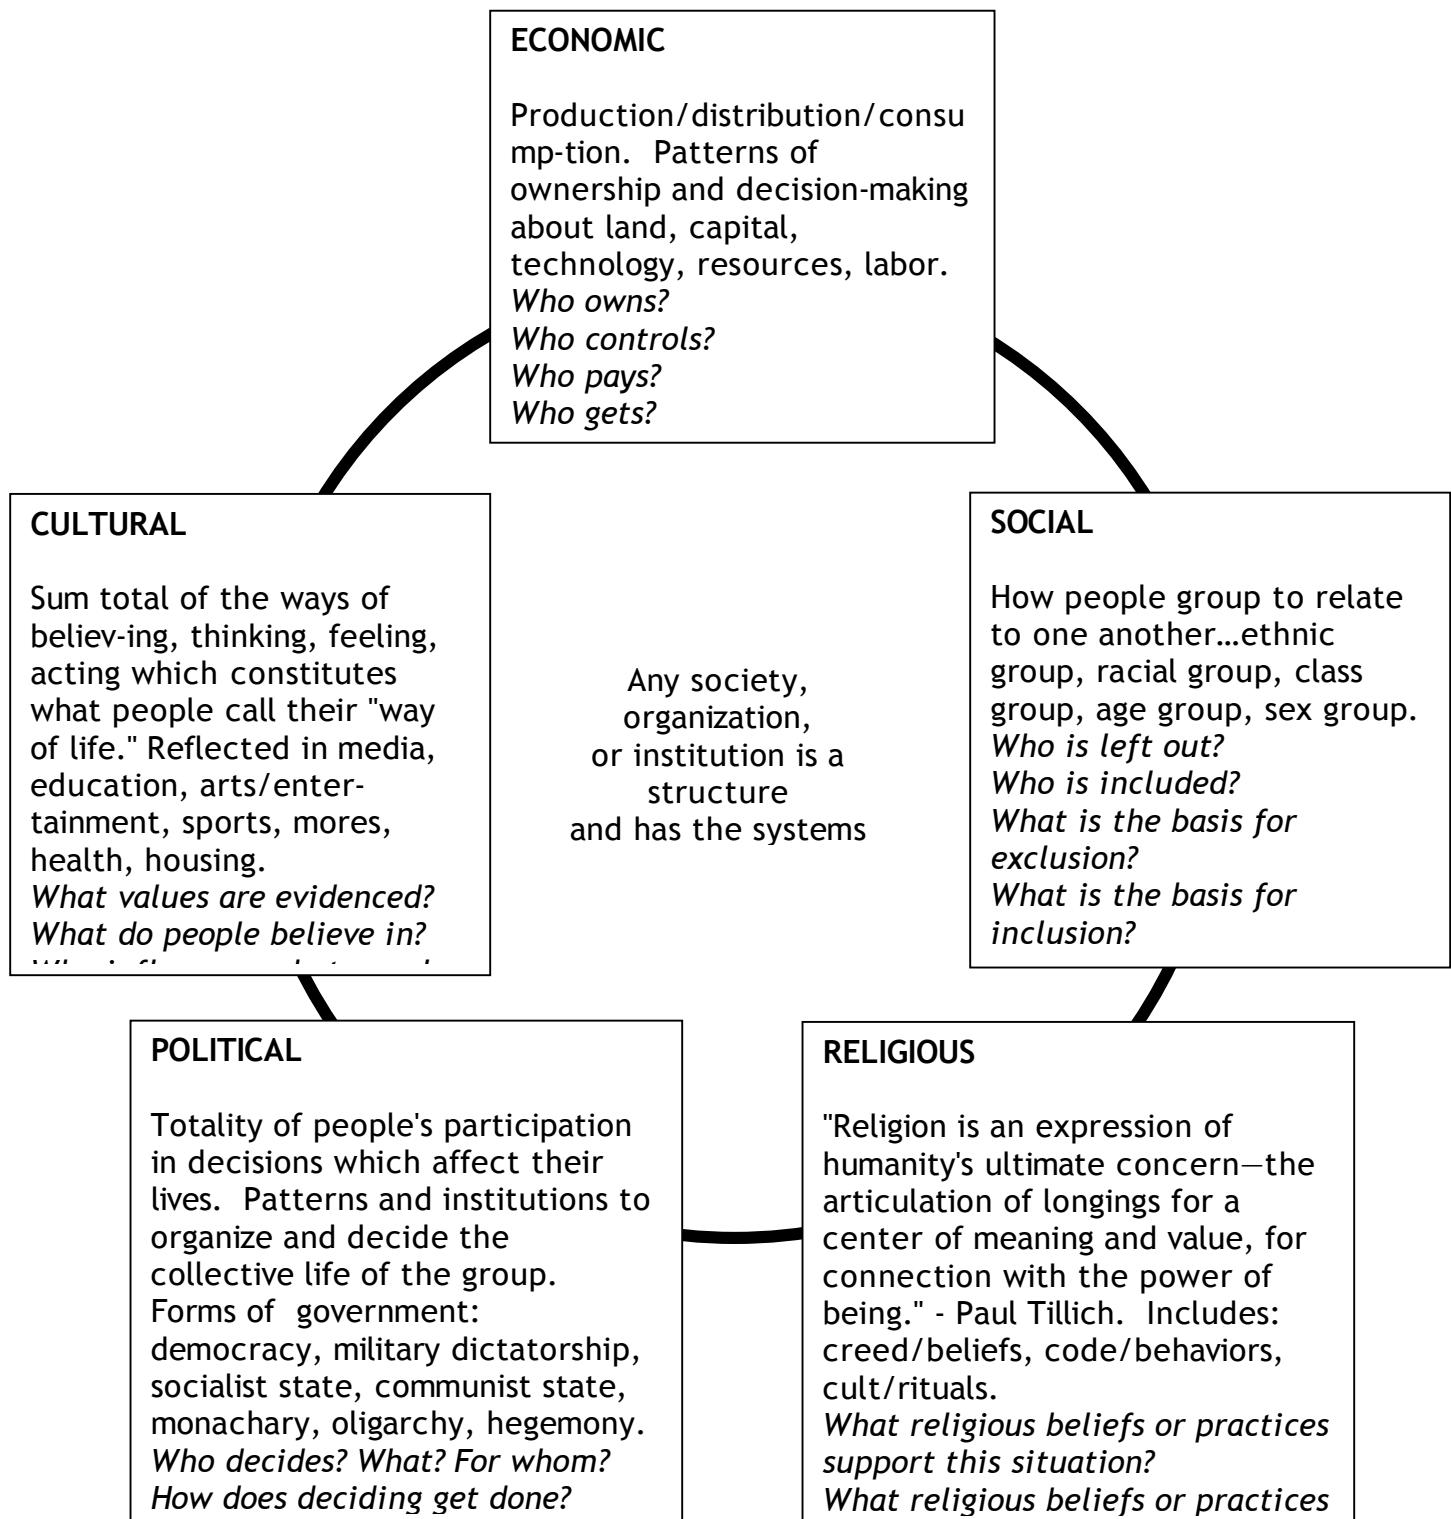 ECONOMIC
Production/distribution/consu
mp-tion.  Patterns of
ownership and decision-making
about land, capital,
technology, resources, labor.
Who owns?
Who controls?
Who pays?
Who gets?
CULTURAL
Sum total of the ways of
believ-ing, thinking, feeling,
acting which constitutes
what people call their "way
of life." Reflected in media,
education, arts/enter-
tainment, sports, mores,
health, housing.
What values are evidenced?
What do people believe in?
Any society,
organization,
or institution is a
structure
and has the systems
SOCIAL
How people group to relate
to one another…ethnic
group, racial group, class
group, age group, sex group.
Who is left out?
Who is included?
What is the basis for
exclusion?
What is the basis for
inclusion?
POLITICAL
Totality of people's participation
in decisions which affect their
lives.  Patterns and institutions to
organize and decide the
collective life of the group.
Forms of  government:
democracy, military dictatorship,
socialist state, communist state,
monachary, oligarchy, hegemony.
Who decides? What? For whom?
How does deciding get done?
RELIGIOUS
"Religion is an expression of
humanity's ultimate concern—the
articulation of longings for a
center of meaning and value, for
connection with the power of
being." - Paul Tillich.  Includes:
creed/beliefs, code/behaviors,
cult/rituals.
What religious beliefs or practices
support this situation?
What religious beliefs or practices